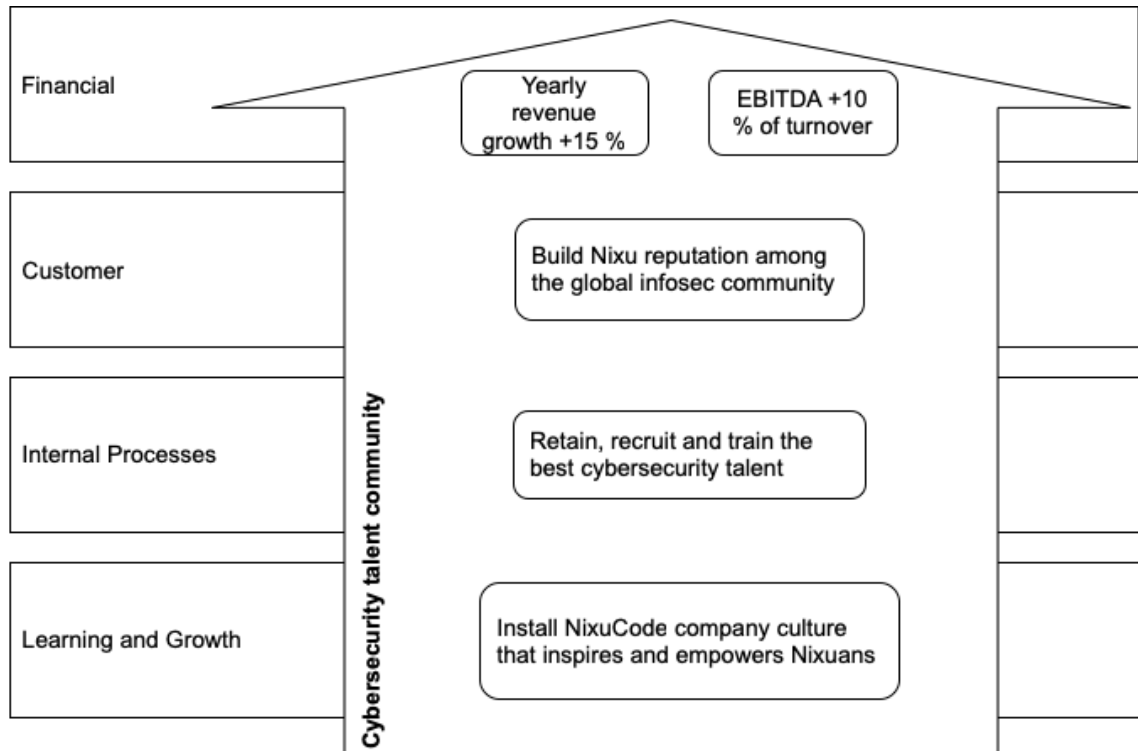 Financial
Yearly
revenue
growth +15 %
EBITDA +10
% of turnover
Customer
Build Nixu reputation among
the global infosec community
Internal Processes
Retain, recruit and train the
best cybersecurity talent
Learning and Growth
Install NixuCode company culture
that inspires and empowers Nixuans
Cybersecurity talent community